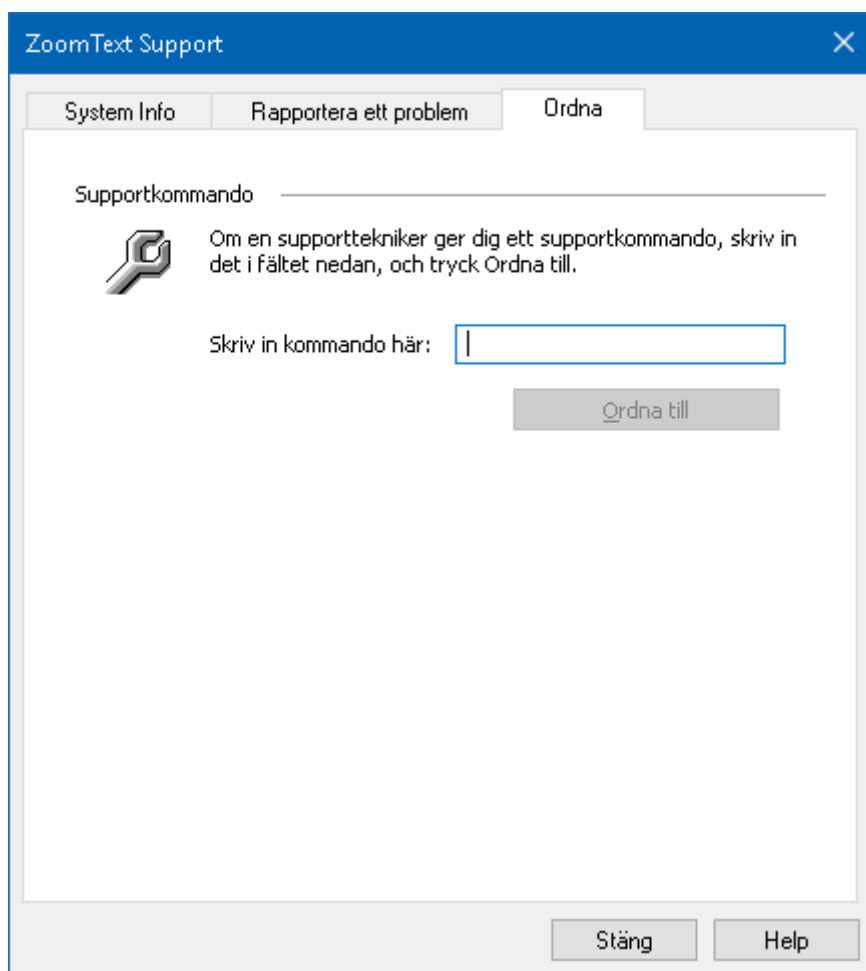 ZoomText Support
System Info
Rapportera ett problem
Ordna
Supportkommando
Om en supporttekniker ger dig ett supportkommando, skriv in
det i fältet nedan, och tryck Ordna till.
Skriv in kommando här:
Ordna till
Stäng
Help